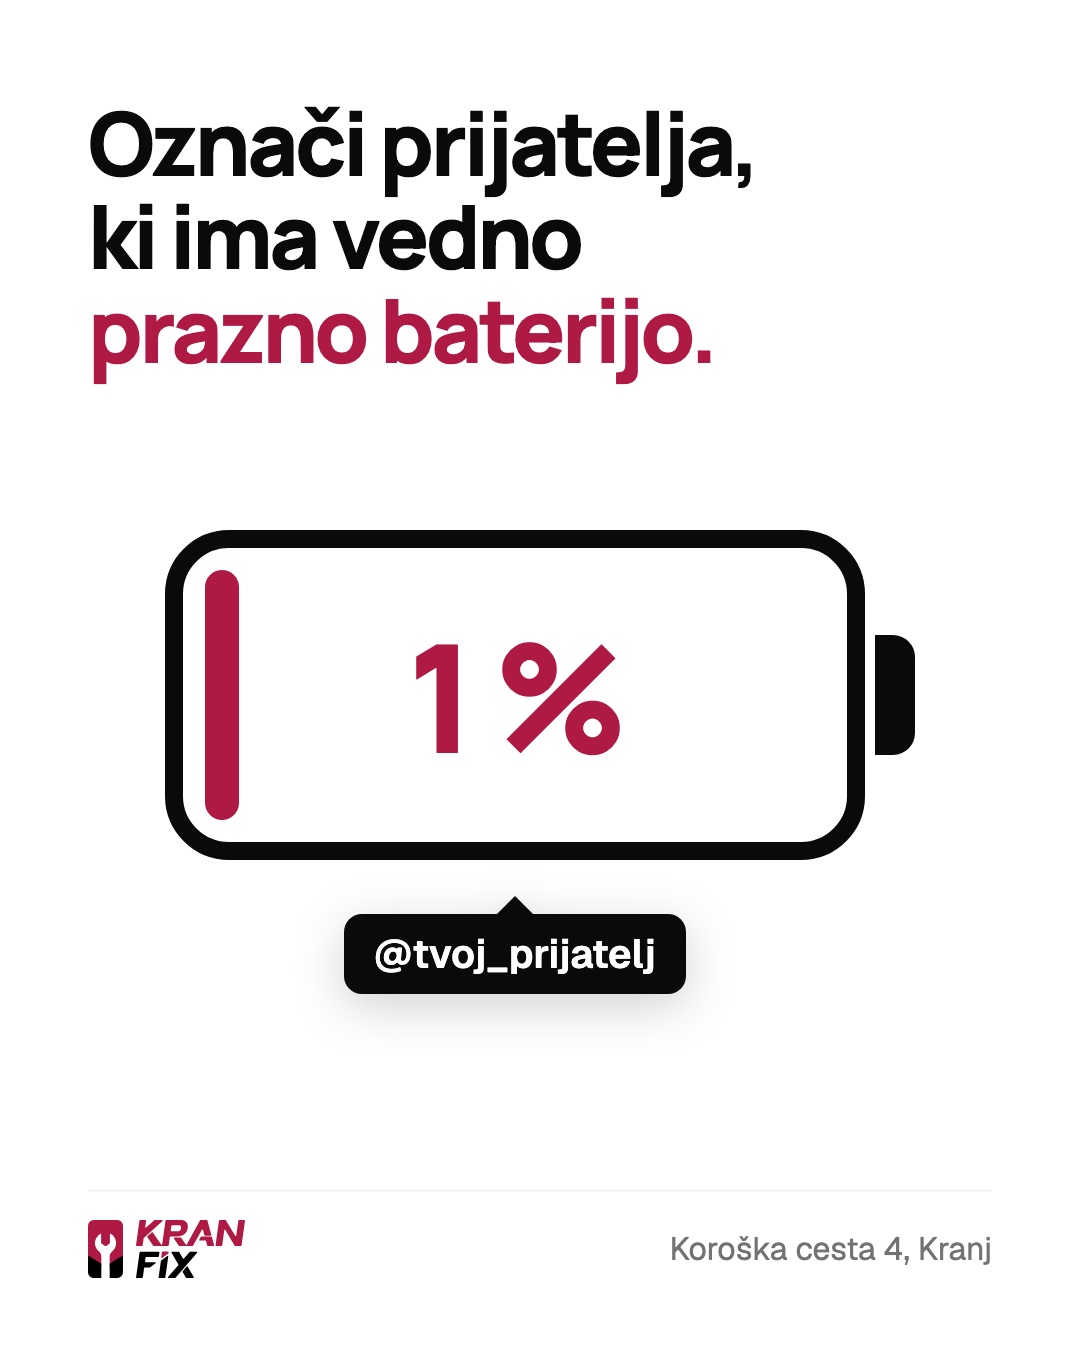 Označi prijatelja,
ki ima vedno
prazno baterijo.
1 %
@tvoj_prijatelj
KRAN
FIX
Koroška cesta 4, Kranj